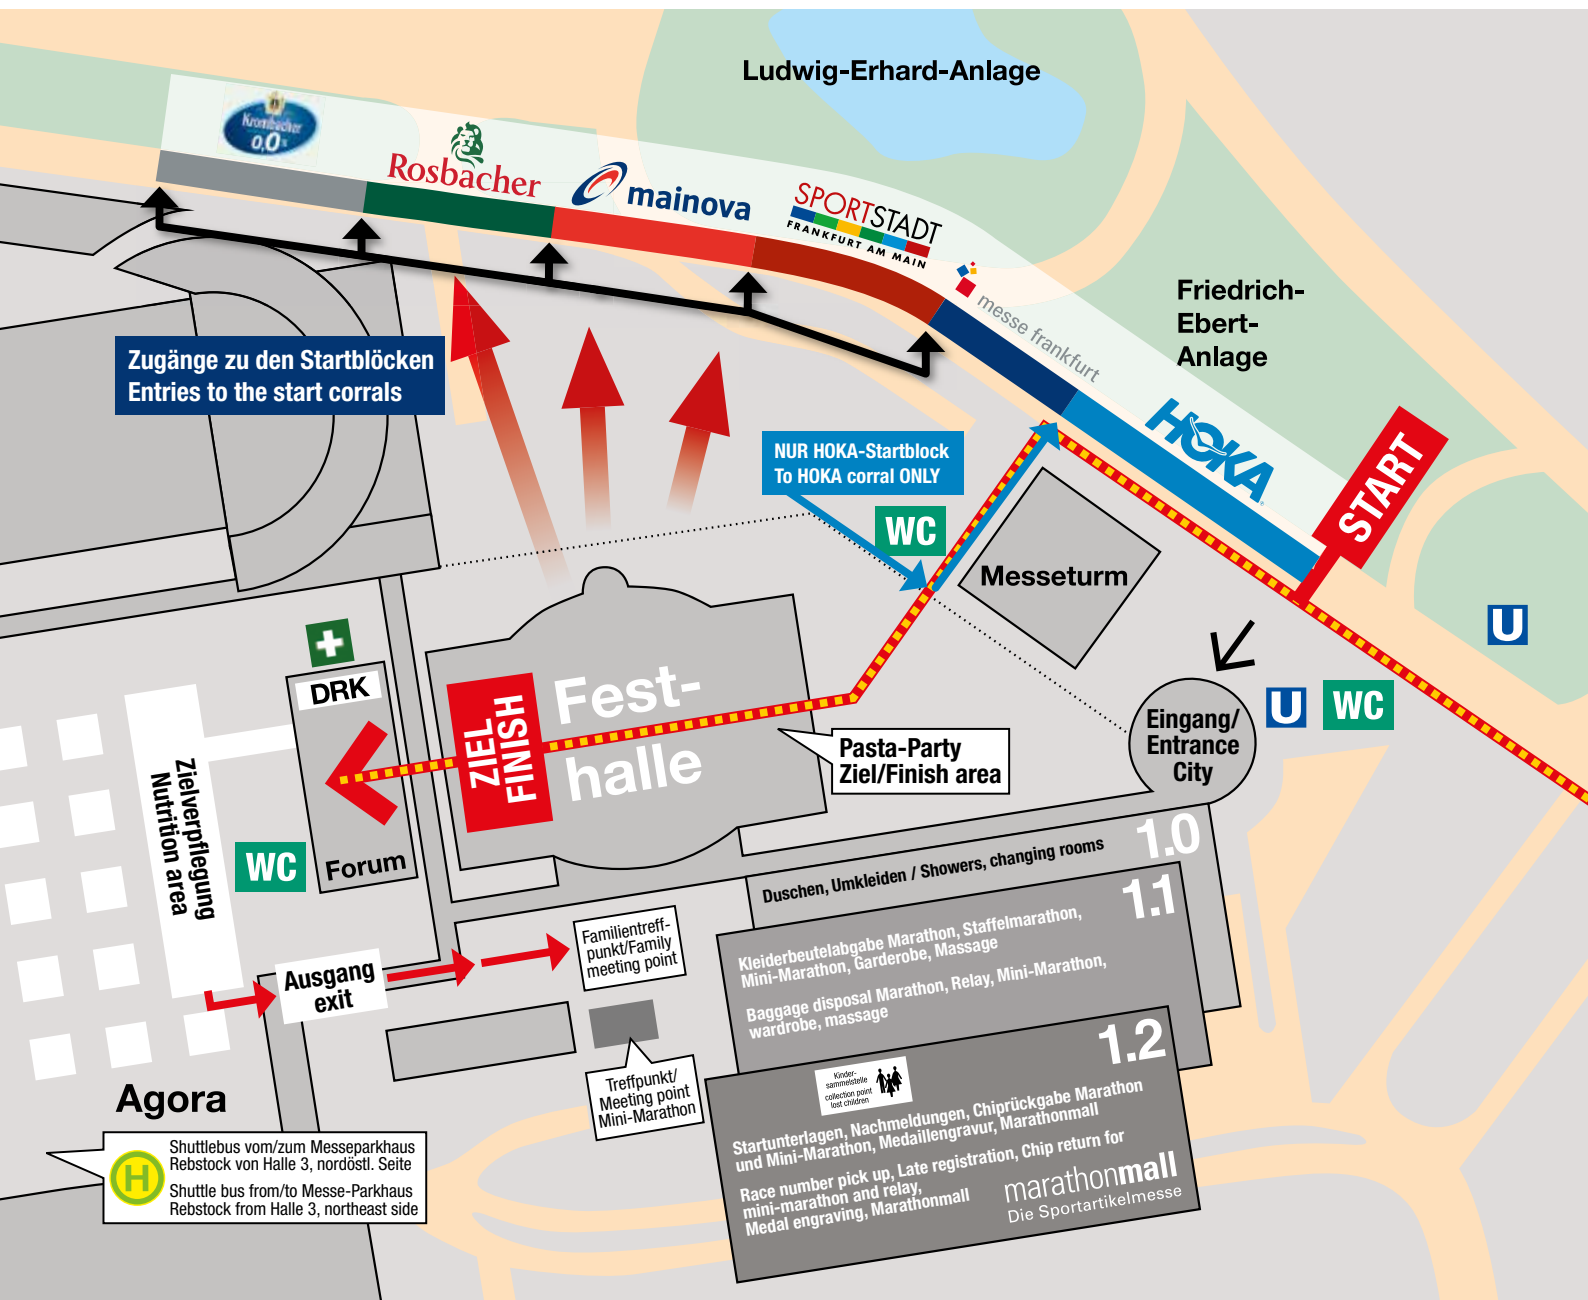 Ludwig-Erhard-Anlage
Krombacher
0,0%
Rosbacher
mainova
SPORTSTADT
FRANKFURT AM MAIN
messe frankfurt
Friedrich-
Ebert-
Anlage
HOKA
START
Zugänge zu den Startblöcken
Entries to the start corrals
NUR HOKA-Startblock
To HOKA corral ONLY
WC
Messeturm
U
DRK
ZIEL
FINISH
Fest-
halle
Eingang/
Entrance
City
U
WC
Pasta-Party
Ziel/Finish area
Zielverpflegung
Nutrition area
WC
Forum
Duschen, Umkleiden / Showers, changing rooms
1.0
1.1
Kleiderbeutelabgabe Marathon, Staffelmarathon,
Mini-Marathon, Garderobe, Massage
Baggage disposal Marathon, Relay, Mini-Marathon,
wardrobe, massage
Familientreff-
punkt/Family
meeting point
Ausgang
exit
Treffpunkt/
Meeting point
Mini-Marathon
1.2
Kinder-
sammelstelle
collection point
lost children
Startunterlagen, Nachmeldungen, Chiprückgabe Marathon
und Mini-Marathon, Medaillengravur, Marathonmall
Race number pick up, Late registration, Chip return for
mini-marathon and relay,
Medal engraving, Marathonmall
marathonmall
Die Sportartikelmesse
Agora
H
Shuttlebus vom/zum Messeparkhaus
Rebstock von Halle 3, nordöstl. Seite
Shuttle bus from/to Messe-Parkhaus
Rebstock from Halle 3, northeast side